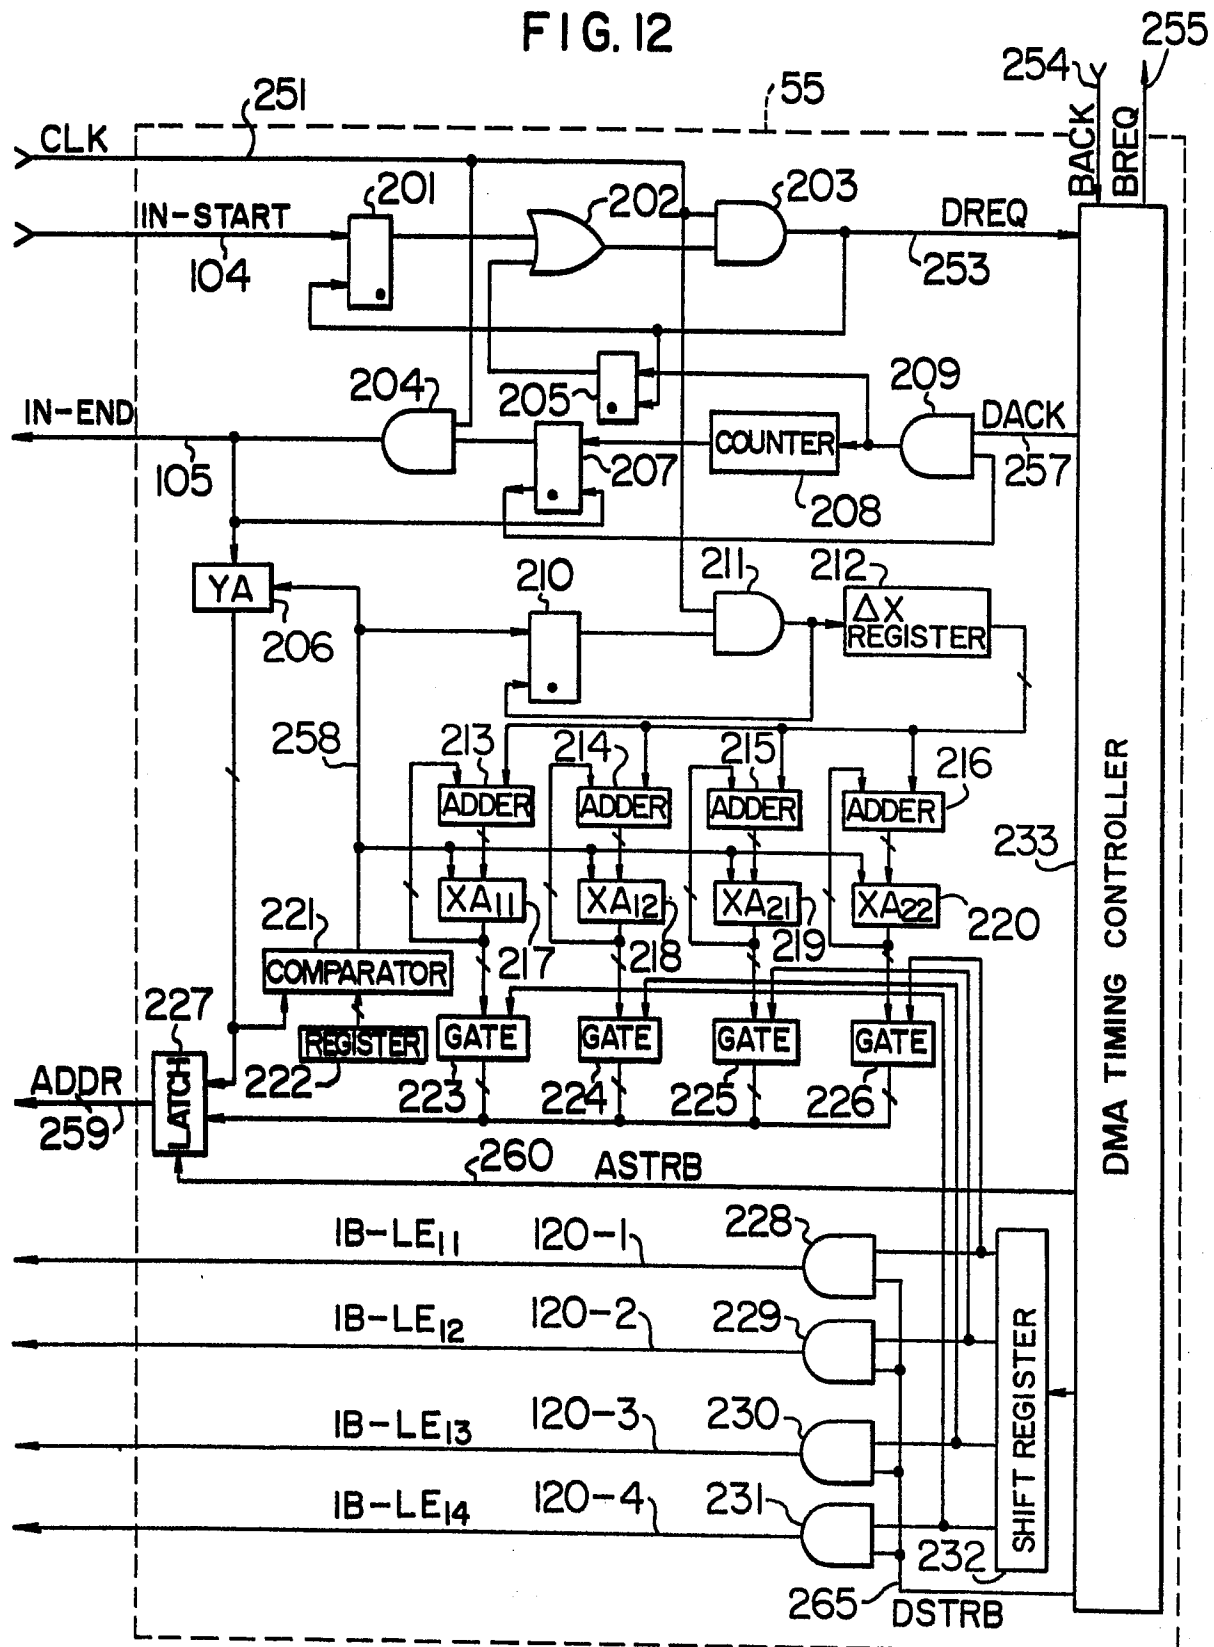 FIG. 12
255
254
55
251
CLK
BACK
BREQ
201
202
203
IN-START
DREQ
104
253
204
205
209
IN-END
DACK
COUNTER
207
257
105
208
210
211
212
YA
ΔX
REGISTER
206
258
213
214
215
216
ADDER
ADDER
ADDER
ADDER
233
XA11
XA12
XA21
XA22
221
217
218
219
220
COMPARATOR
227
GATE
GATE
GATE
GATE
REGISTER
222
223
224
225
226
ADDR
LATCH
259
DMA TIMING CONTROLLER
260
ASTRB
IB-LE11
120-1
228
IB-LE12
120-2
229
IB-LE13
120-3
230
IB-LE14
120-4
231
SHIFT REGISTER
232
265
DSTRB